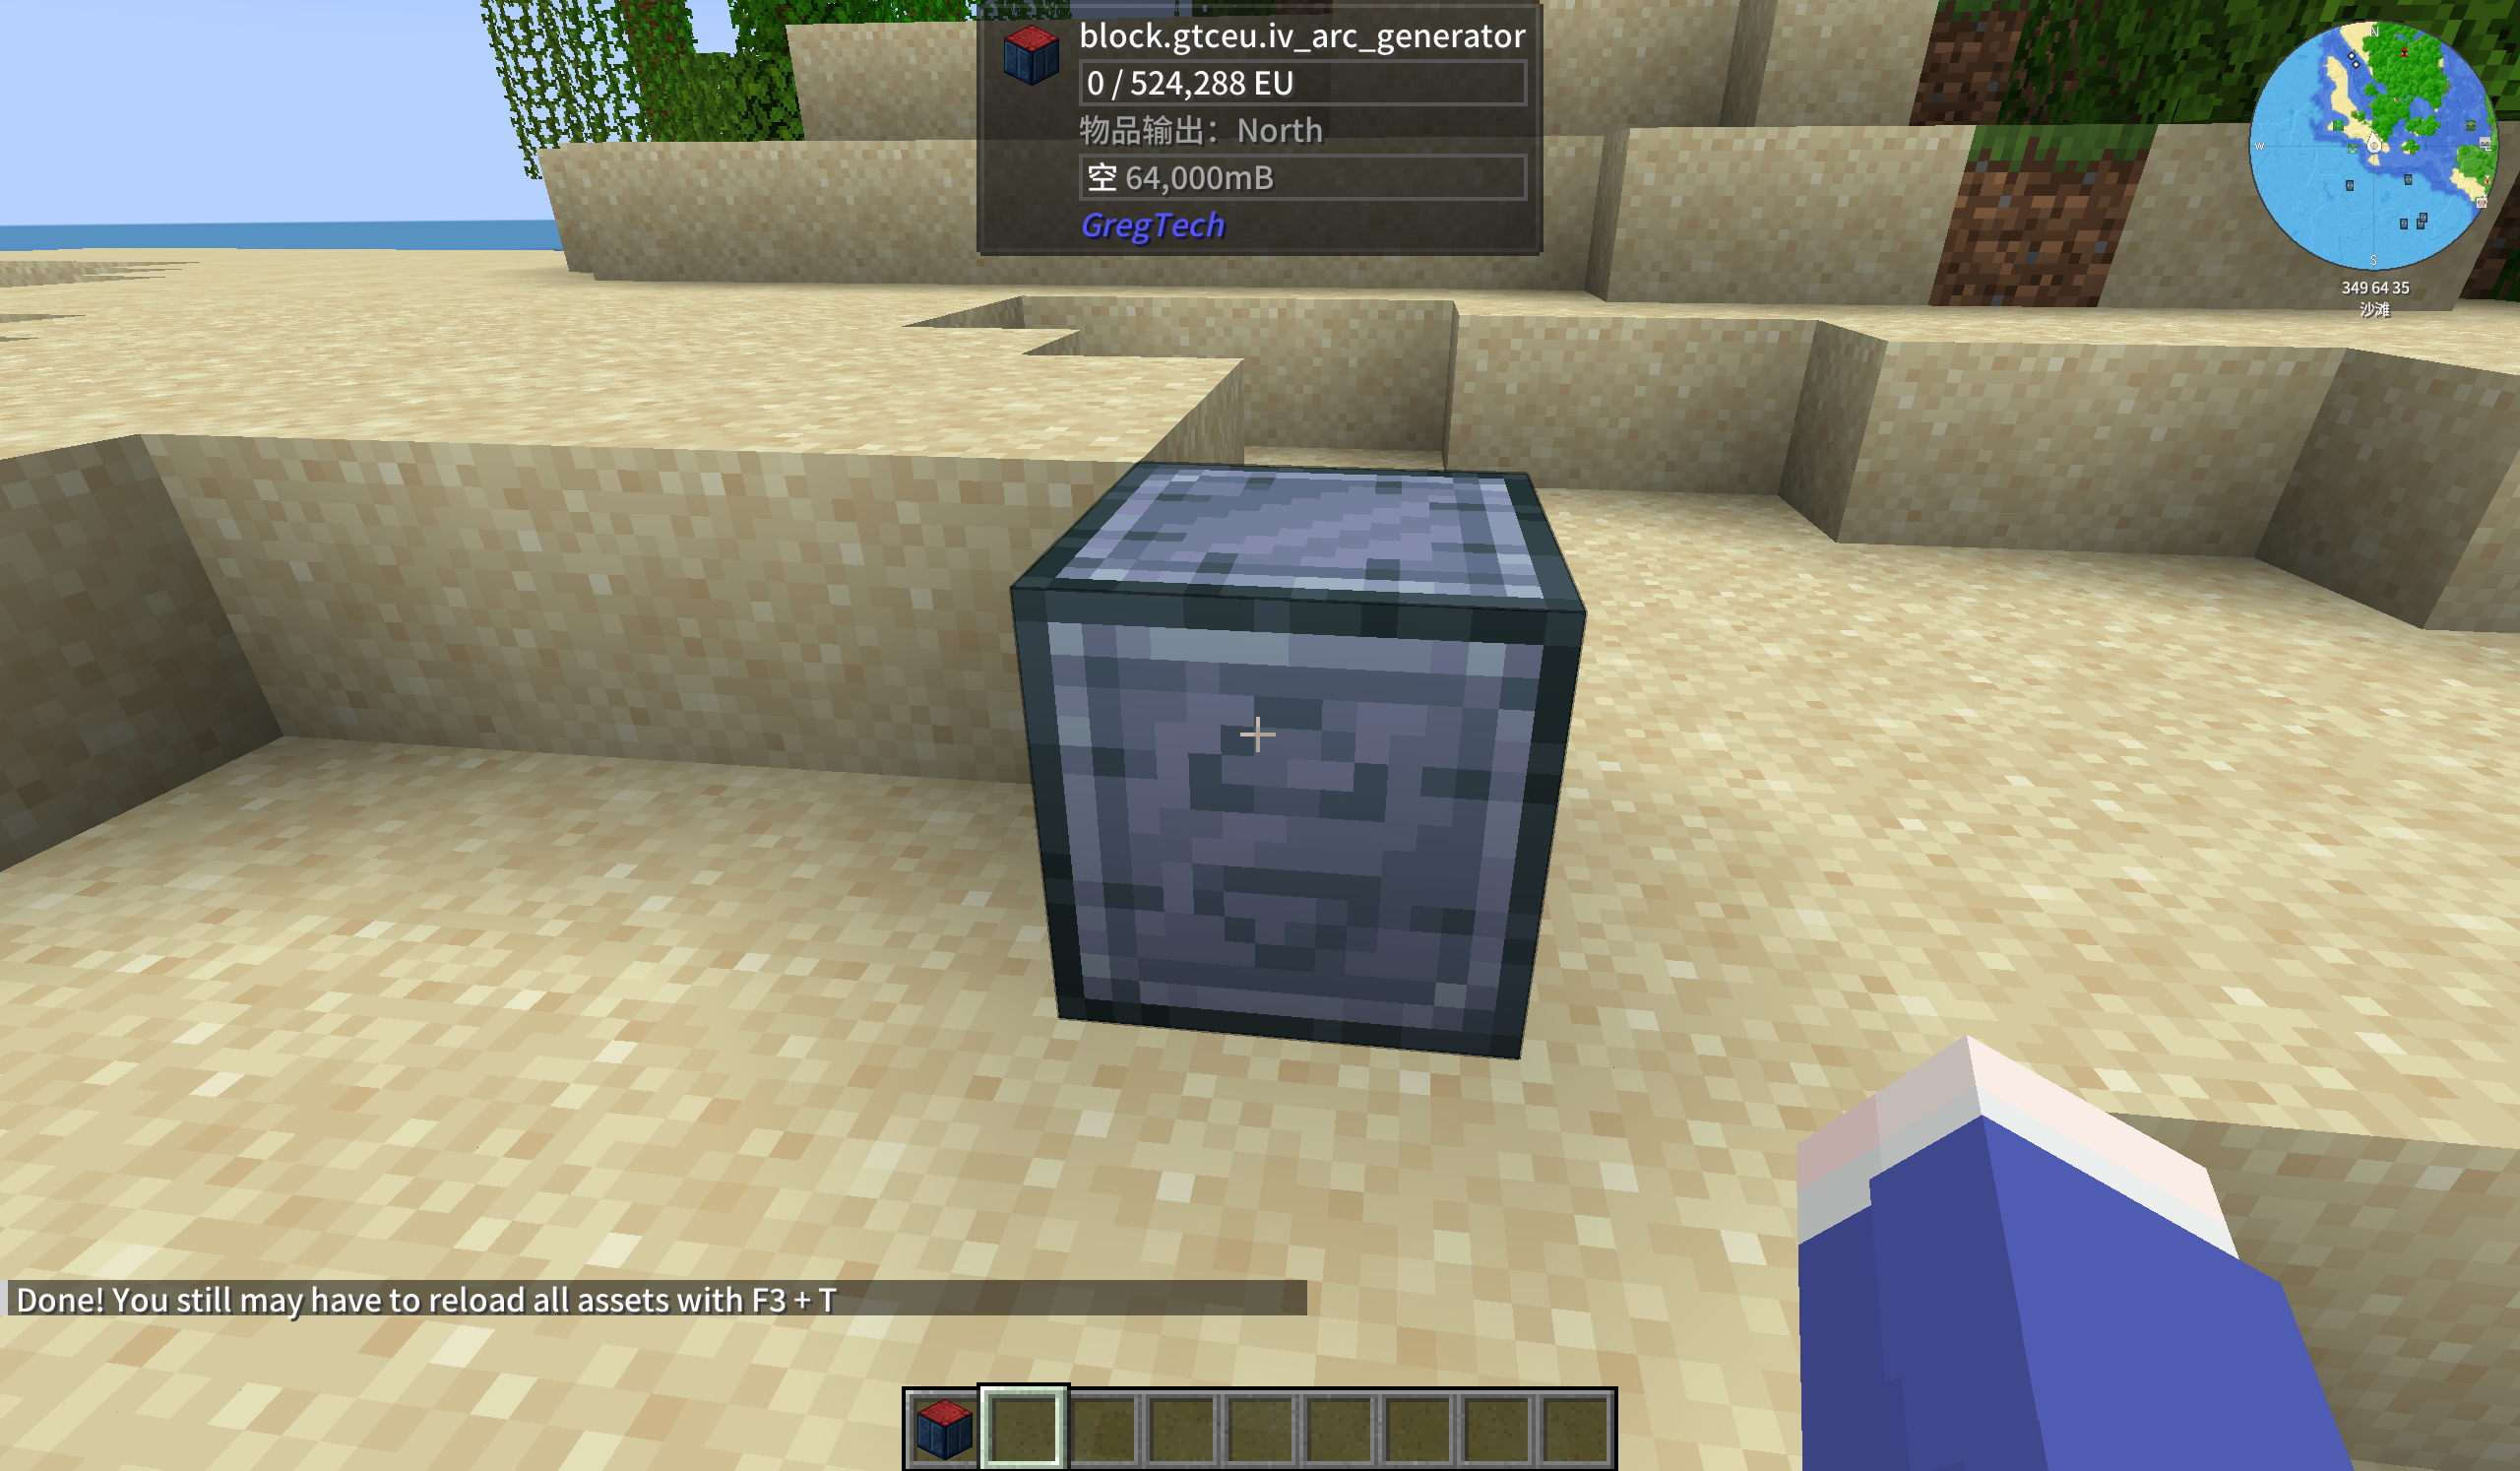 block.gtceu.iv_arc_generator
0 / 524,288 EU
物品输出： North
空 64,000mB
GregTech
N
W
S
349 64 35
沙滩
Done! You still may have to reload all assets with F3 + T